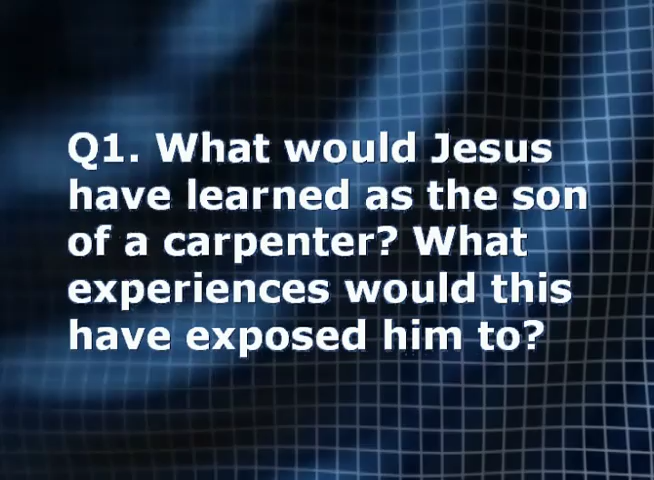 Q1. What would Jesus
have learned as the son
of a carpenter? What
experiences would this
have exposed him to?